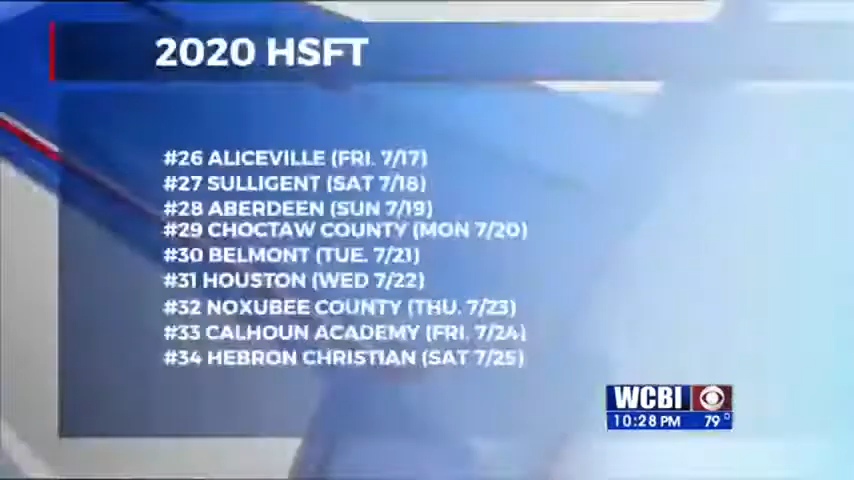 2020 HSFT
#26 ALICEVILLE (FRI. 7/17)
#27 SULLIGENT (SAT 7/18)
#28 ABERDEEN (SUN 7/19)
#29 CHOCTAW COUNTY (MON 7/20)
#30 BELMONT (TUE. 7/21)
#31 HOUSTON (WED 7/22)
#32 NOXUBEE COUNTY (THU. 7/23)
#33 CALHOUN ACADEMY (FRI. 7/24)
#34 HEBRON CHRISTIAN (SAT 7/25)
WCBI
10:28 PM 79°